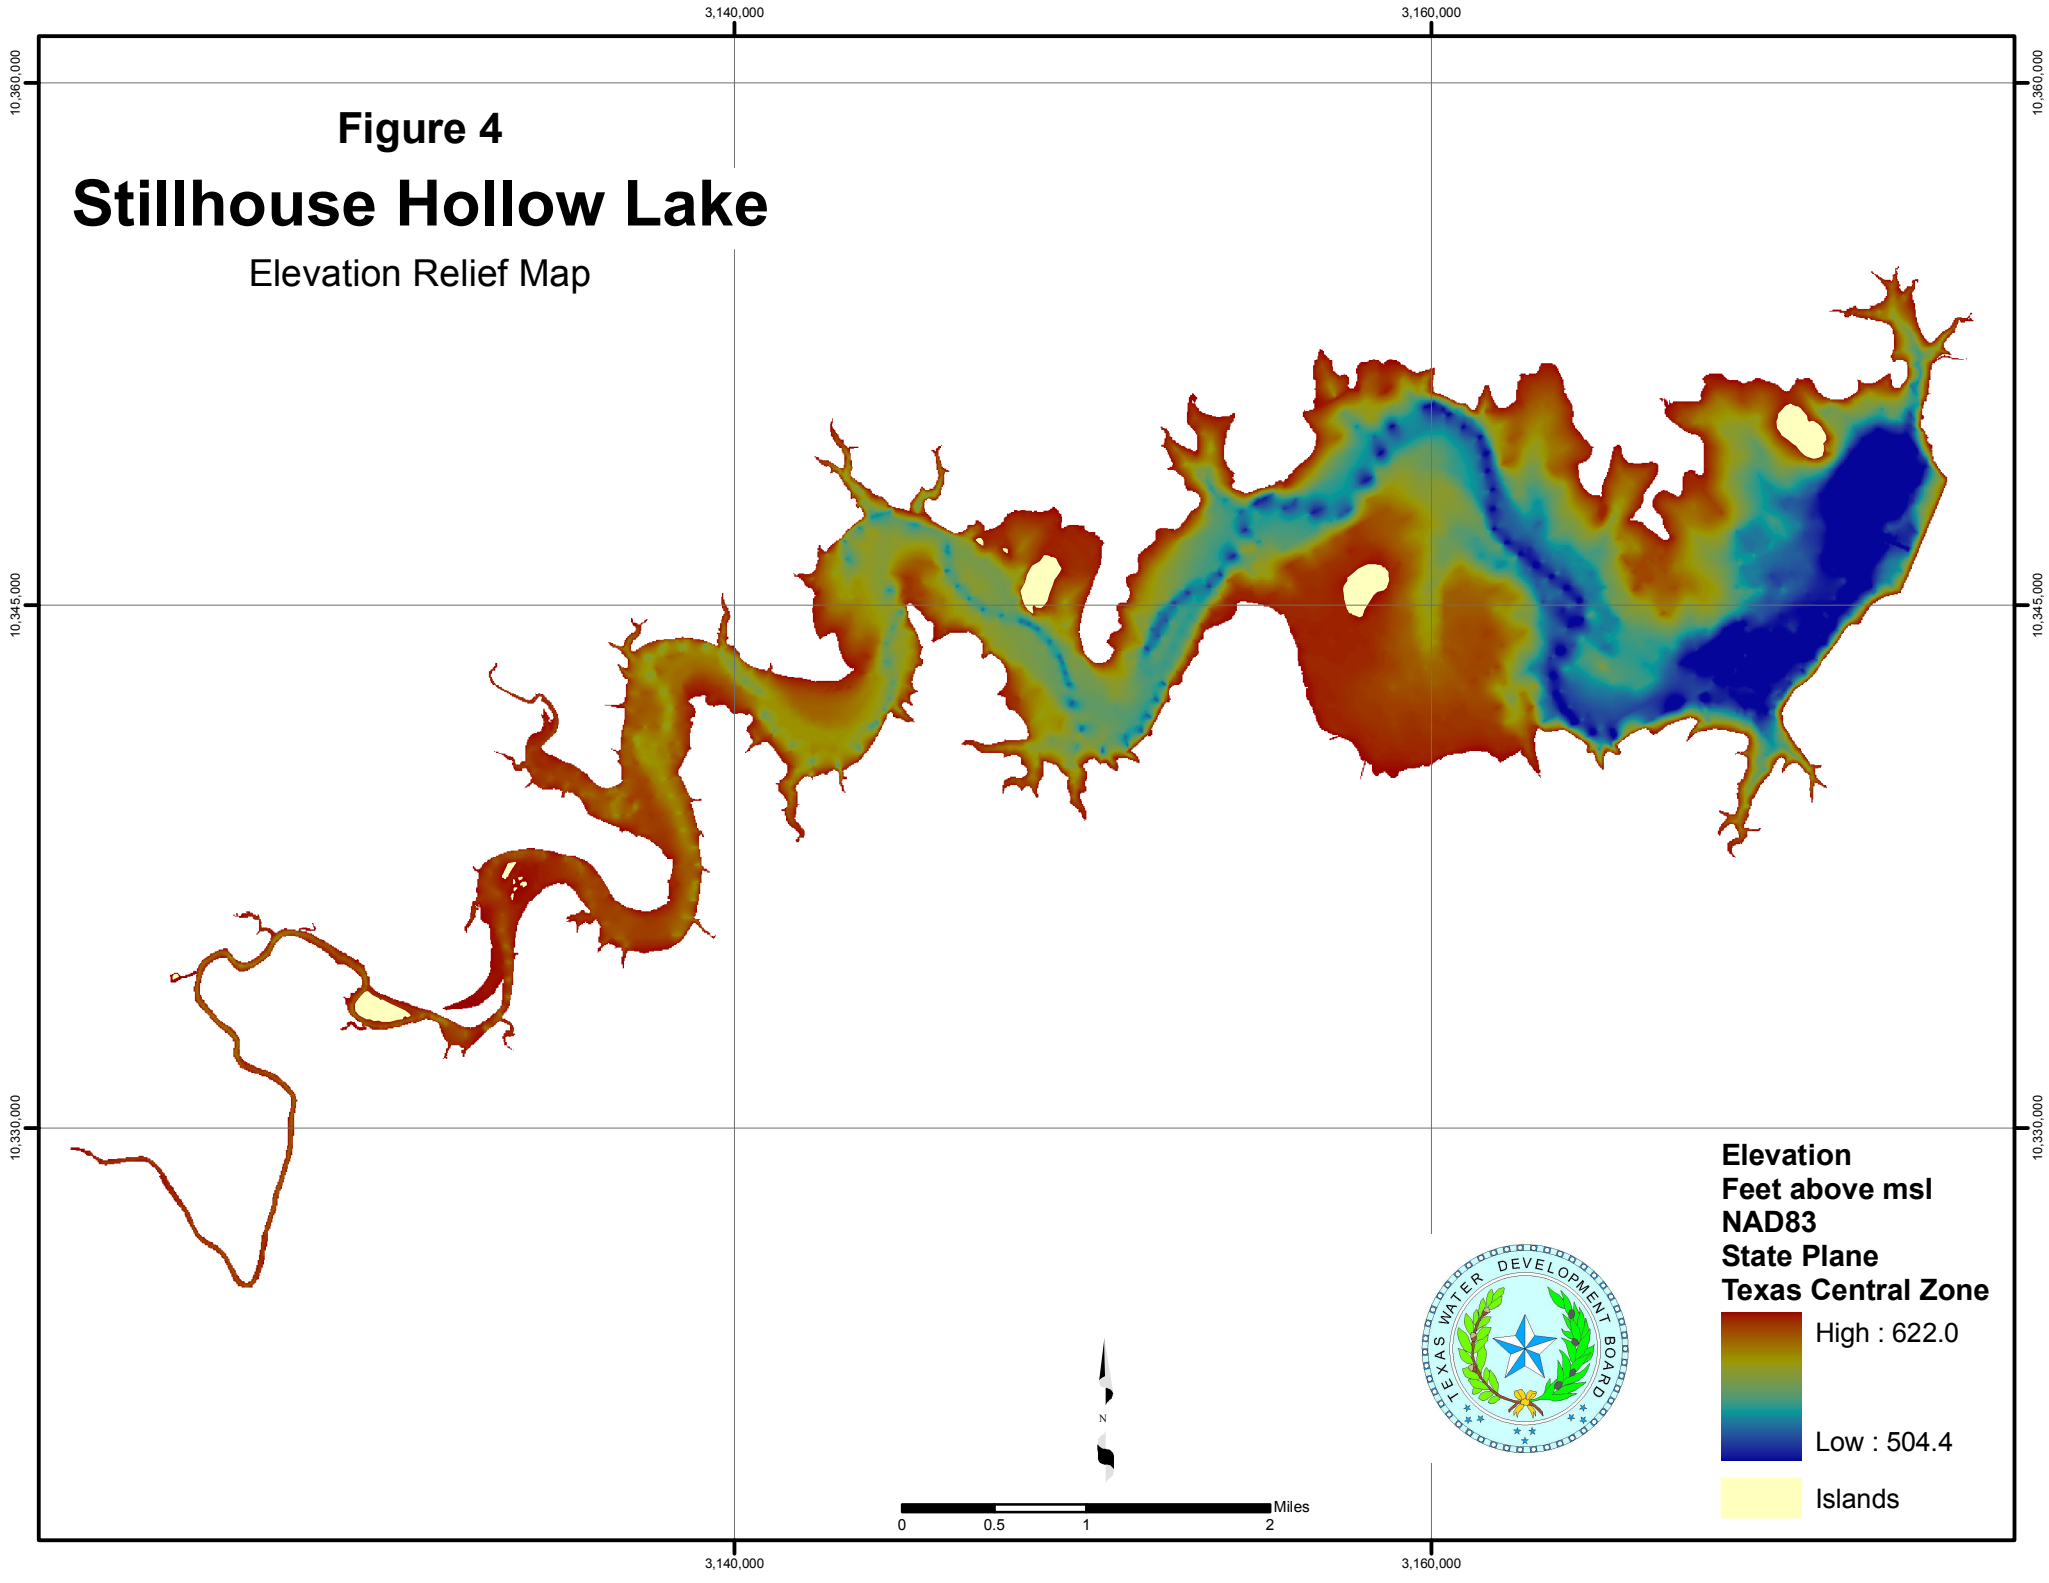 3,140,000
3,160,000
10,360,000
10,360,000
Figure 4
Stillhouse Hollow Lake
Elevation Relief Map
10,345,000
10,345,000
10,330,000
10,330,000
Elevation
Feet above msl
NAD83
State Plane
Texas Central Zone
High : 622.0
Low : 504.4
Islands
TEXAS WATER DEVELOPMENT BOARD
N
Miles
0
0.5
1
2
3,140,000
3,160,000